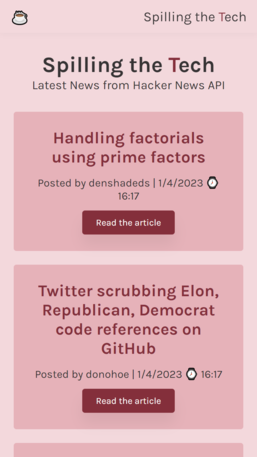 Spilling the Tech
Spilling the Tech
Latest News from Hacker News API
Handling factorials
using prime factors
Posted by denshadeds | 1/4/2023 ⌚
16:17
Read the article
Twitter scrubbing Elon,
Republican, Democrat
code references on
GitHub
Posted by donohoe | 1/4/2023 ⌚ 16:17
Read the article